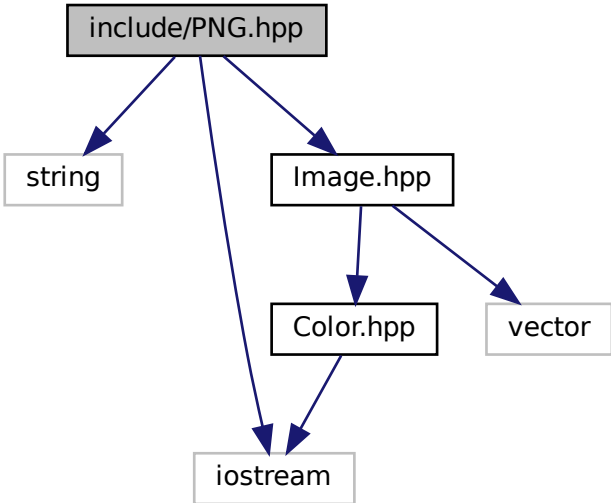 include/PNG.hpp
string
Image.hpp
Color.hpp
vector
iostream